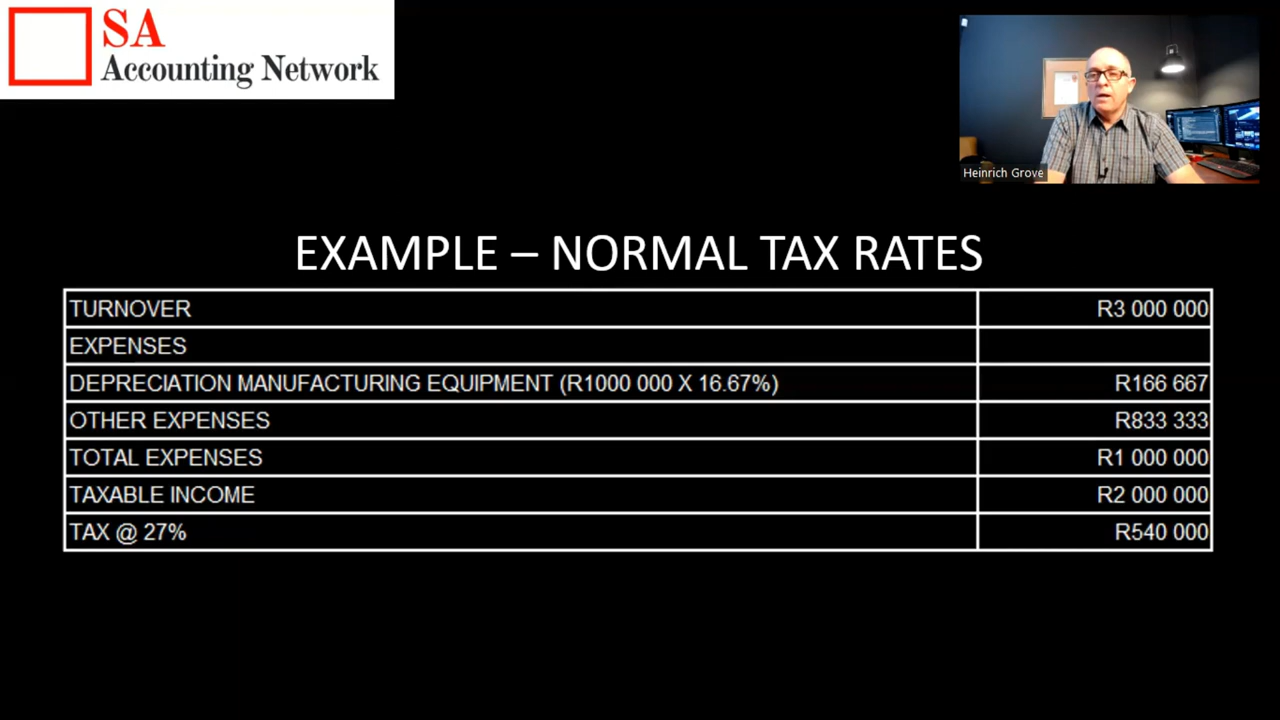 SA
Accounting Network
Heinrich Grove
EXAMPLE – NORMAL TAX RATES
TURNOVER R3 000 000
EXPENSES
DEPRECIATION MANUFACTURING EQUIPMENT (R1000 000 X 16.67%) R166 667
OTHER EXPENSES R833 333
TOTAL EXPENSES R1 000 000
TAXABLE INCOME R2 000 000
TAX @ 27% R540 000